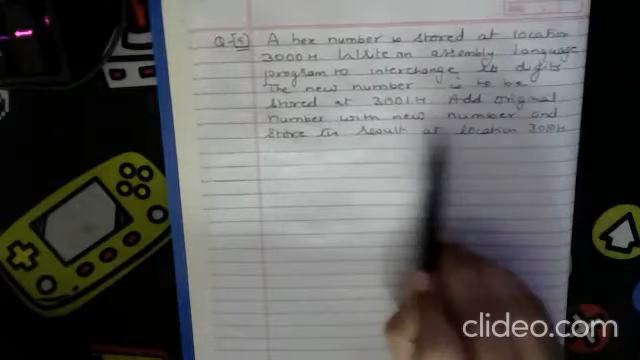 Q-[5] A hex number is stored at location
3000H Write an assembly language
program to interchange its digits
The new number is to be
stored at 3001H Add original
number with new number and
store in result at location 3010H
clideo.com